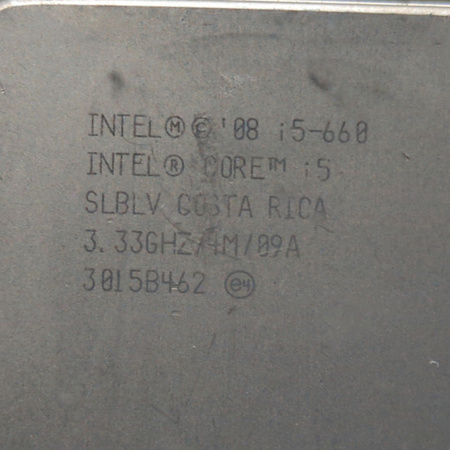 INTEL Ⓜ © '08 i5-660
INTEL® CORE™ i5
SLBLV COSTA RICA
3.33GHZ/4M/09A
3015B462 e4